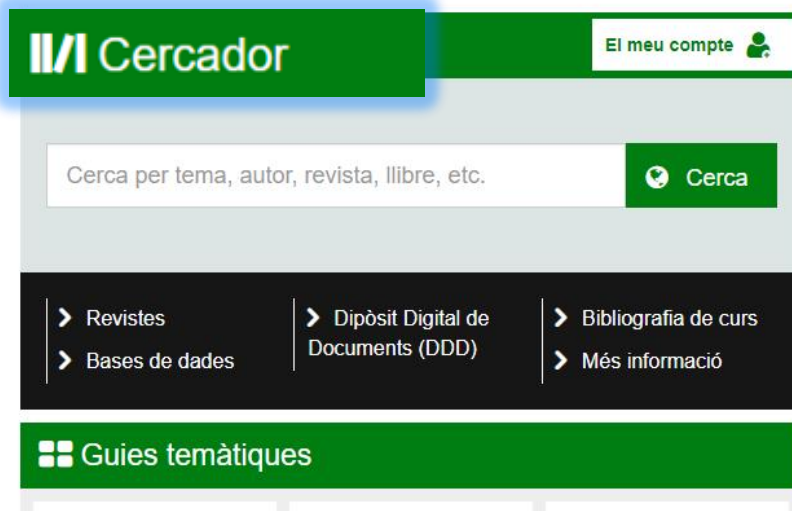 Cercador
El meu compte
Cerca per tema, autor, revista, llibre, etc.
Cerca
Revistes
Bases de dades
Dipòsit Digital de
Documents (DDD)
Bibliografia de curs
Més informació
Guies temàtiques